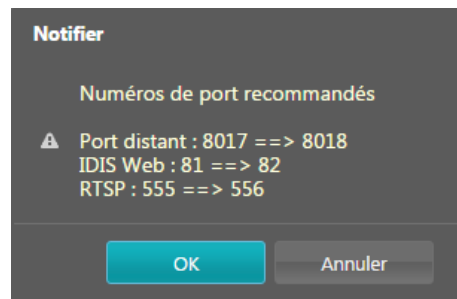 Notifier
Numéros de port recommandés
Port distant : 8017 ==> 8018
IDIS Web : 81 ==> 82
RTSP : 555 ==> 556
OK
Annuler